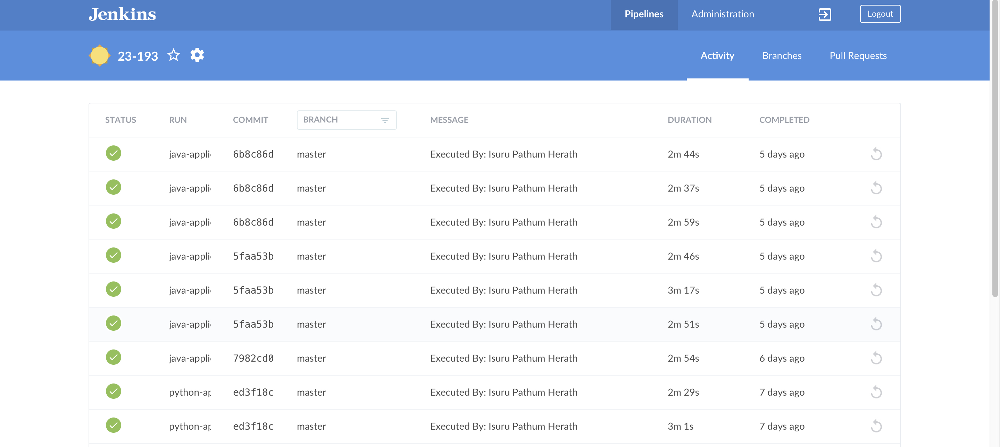 Jenkins Pipelines Administration Logout
23-193 Activity Branches Pull Requests
STATUS RUN COMMIT BRANCH MESSAGE DURATION COMPLETED
java-appli 6b8c86d master Executed By: Isuru Pathum Herath 2m 44s 5 days ago
java-appli 6b8c86d master Executed By: Isuru Pathum Herath 2m 37s 5 days ago
java-appli 6b8c86d master Executed By: Isuru Pathum Herath 2m 59s 5 days ago
java-appli 5faa53b master Executed By: Isuru Pathum Herath 2m 46s 5 days ago
java-appli 5faa53b master Executed By: Isuru Pathum Herath 3m 17s 5 days ago
java-appli 5faa53b master Executed By: Isuru Pathum Herath 2m 51s 5 days ago
java-appli 7982cd0 master Executed By: Isuru Pathum Herath 2m 54s 6 days ago
python-ap ed3f18c master Executed By: Isuru Pathum Herath 2m 29s 7 days ago
python-ap ed3f18c master Executed By: Isuru Pathum Herath 3m 1s 7 days ago